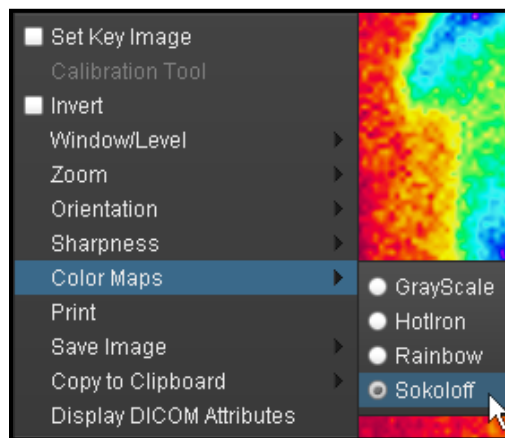 Set Key Image
Calibration Tool
Invert
Window/Level
Zoom
Orientation
Sharpness
Color Maps
Print
Save Image
Copy to Clipboard
Display DICOM Attributes
GrayScale
HotIron
Rainbow
Sokoloff